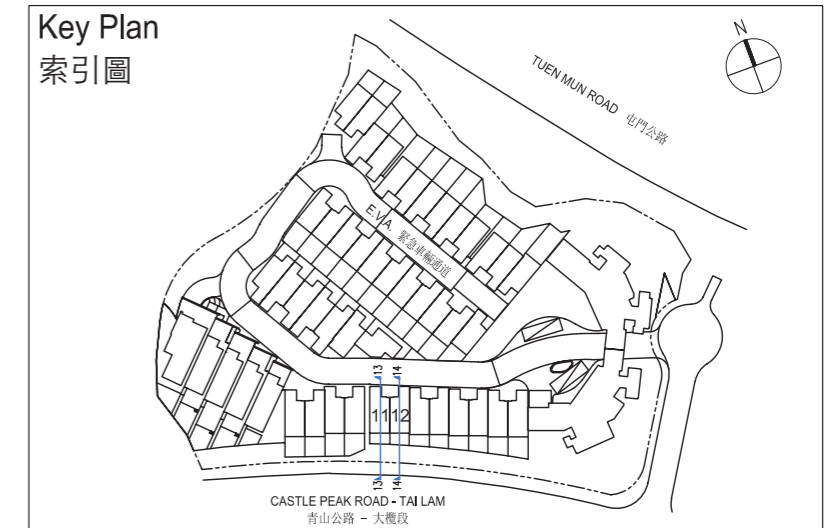 Key Plan
索引圖
N
TUEN MUN ROAD 屯門公路
E.V.A. 緊急車輛通道
13 14
11 12
13 14
CASTLE PEAK ROAD - TAI LAM
青山公路 - 大欖段